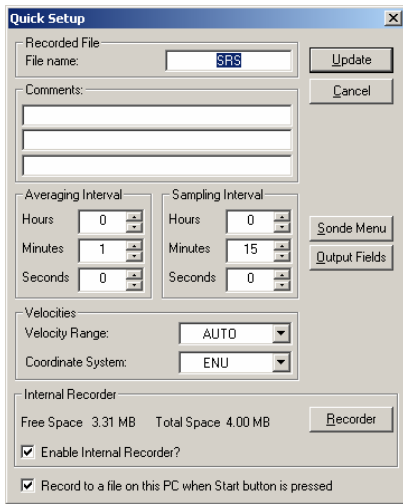 Quick Setup
Recorded File
File name: SRS
Update
Cancel
Comments:
Averaging Interval
Hours 0
Minutes 1
Seconds 0
Sampling Interval
Hours 0
Minutes 15
Seconds 0
Sonde Menu
Output Fields
Velocities
Velocity Range: AUTO
Coordinate System: ENU
Internal Recorder
Free Space 3.31 MB Total Space 4.00 MB
Recorder
Enable Internal Recorder?
Record to a file on this PC when Start button is pressed